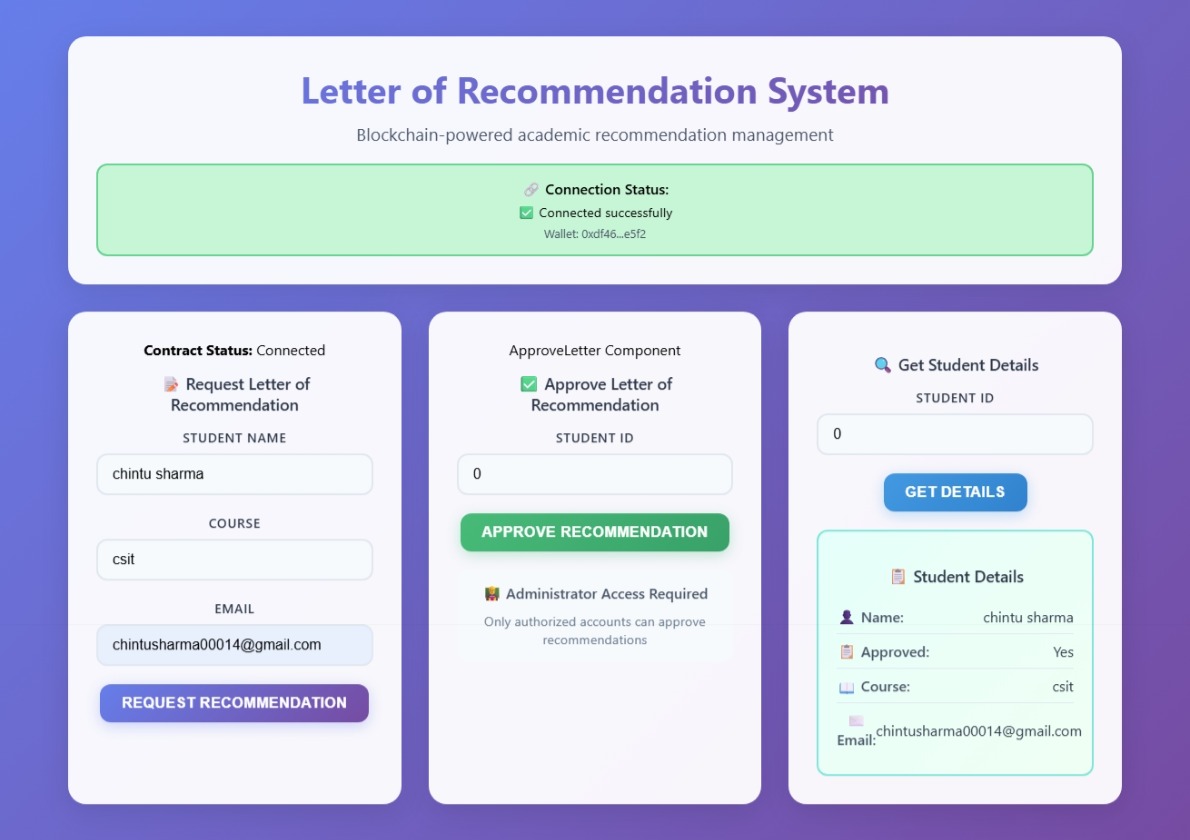 Letter of Recommendation System
Blockchain-powered academic recommendation management
Connection Status:
Connected successfully
Wallet: 0xdf46...e5f2
Contract Status: Connected
Request Letter of
Recommendation
STUDENT NAME
chintu sharma
COURSE
csit
EMAIL
chintusharma00014@gmail.com
REQUEST RECOMMENDATION
ApproveLetter Component
Approve Letter of
Recommendation
STUDENT ID
0
APPROVE RECOMMENDATION
Administrator Access Required
Only authorized accounts can approve
recommendations
Get Student Details
STUDENT ID
0
GET DETAILS
Student Details
Name: chintu sharma
Approved: Yes
Course: csit
Email: chintusharma00014@gmail.com